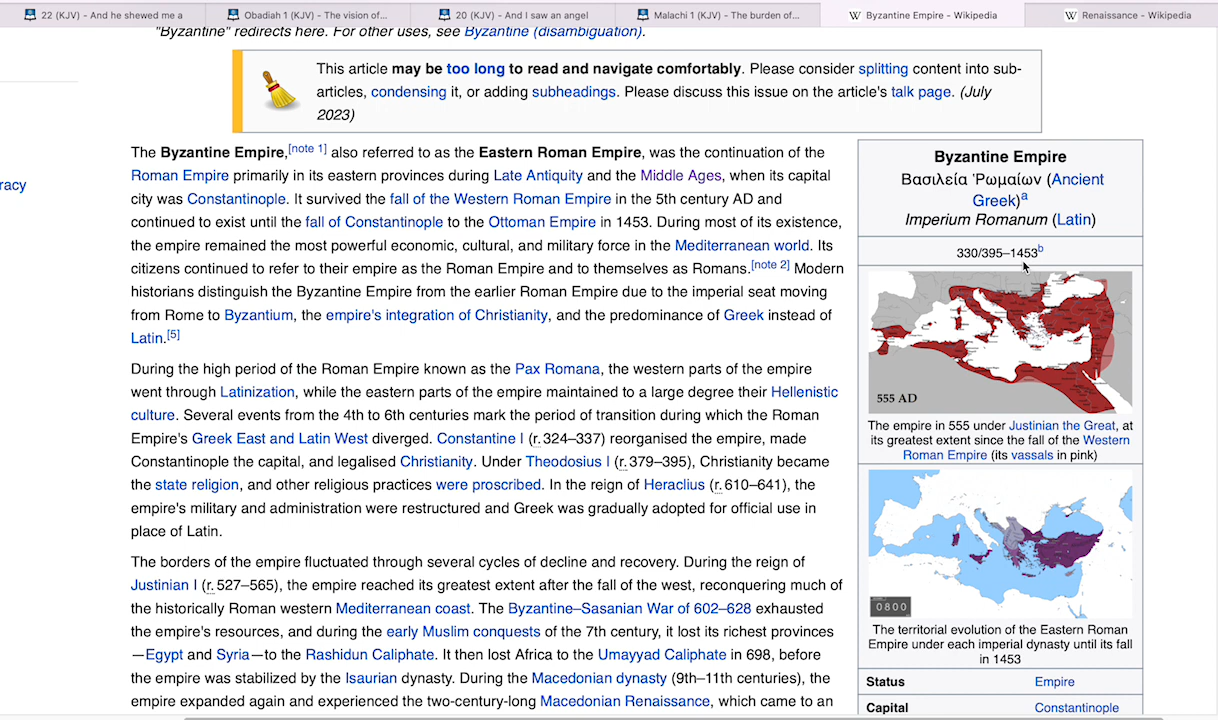 22 (KJV) - And he shewed me a
Obadiah 1 (KJV) - The vision of...
20 (KJV) - And I saw an angel
Malachi 1 (KJV) - The burden of...
Byzantine Empire - Wikipedia
Renaissance - Wikipedia
"Byzantine" redirects here. For other uses, see Byzantine (disambiguation).
This article may be too long to read and navigate comfortably. Please consider splitting content into sub-
articles, condensing it, or adding subheadings. Please discuss this issue on the article's talk page. (July
2023)
racy
The Byzantine Empire,[note 1] also referred to as the Eastern Roman Empire, was the continuation of the
Roman Empire primarily in its eastern provinces during Late Antiquity and the Middle Ages, when its capital
city was Constantinople. It survived the fall of the Western Roman Empire in the 5th century AD and
continued to exist until the fall of Constantinople to the Ottoman Empire in 1453. During most of its existence,
the empire remained the most powerful economic, cultural, and military force in the Mediterranean world. Its
citizens continued to refer to their empire as the Roman Empire and to themselves as Romans.[note 2] Modern
historians distinguish the Byzantine Empire from the earlier Roman Empire due to the imperial seat moving
from Rome to Byzantium, the empire's integration of Christianity, and the predominance of Greek instead of
Latin.[5]
During the high period of the Roman Empire known as the Pax Romana, the western parts of the empire
went through Latinization, while the eastern parts of the empire maintained to a large degree their Hellenistic
culture. Several events from the 4th to 6th centuries mark the period of transition during which the Roman
Empire's Greek East and Latin West diverged. Constantine I (r. 324–337) reorganised the empire, made
Constantinople the capital, and legalised Christianity. Under Theodosius I (r. 379–395), Christianity became
the state religion, and other religious practices were proscribed. In the reign of Heraclius (r. 610–641), the
empire's military and administration were restructured and Greek was gradually adopted for official use in
place of Latin.
The borders of the empire fluctuated through several cycles of decline and recovery. During the reign of
Justinian I (r. 527–565), the empire reached its greatest extent after the fall of the west, reconquering much of
the historically Roman western Mediterranean coast. The Byzantine–Sasanian War of 602–628 exhausted
the empire's resources, and during the early Muslim conquests of the 7th century, it lost its richest provinces
—Egypt and Syria—to the Rashidun Caliphate. It then lost Africa to the Umayyad Caliphate in 698, before
the empire was stabilized by the Isaurian dynasty. During the Macedonian dynasty (9th–11th centuries), the
empire expanded again and experienced the two-century-long Macedonian Renaissance, which came to an
Byzantine Empire
Βασιλεία Ῥωμαίων (Ancient
Greek)a
Imperium Romanum (Latin)
330/395–1453b
555 AD
The empire in 555 under Justinian the Great, at
its greatest extent since the fall of the Western
Roman Empire (its vassals in pink)
0800
The territorial evolution of the Eastern Roman
Empire under each imperial dynasty until its fall
in 1453
Status Empire
Capital Constantinople